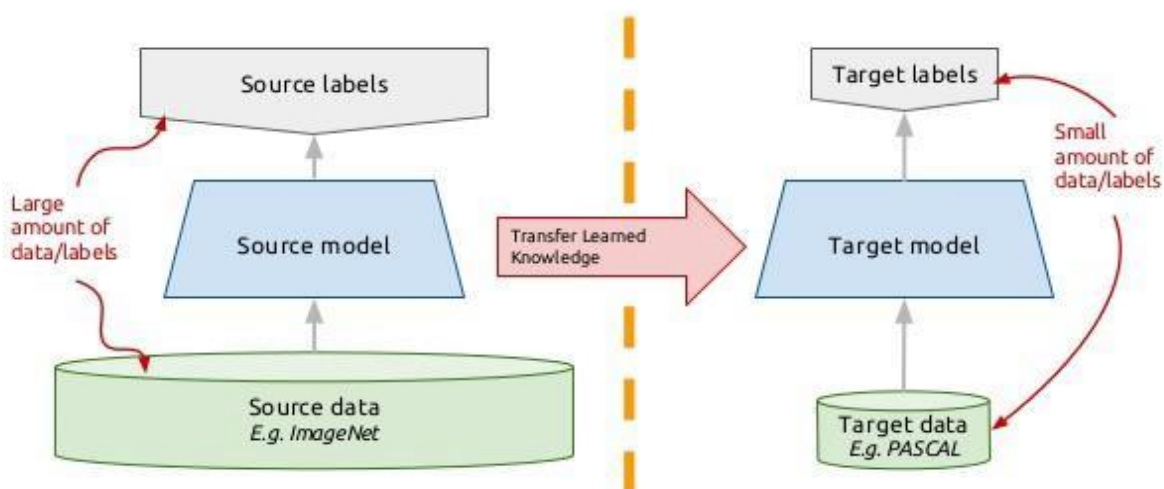 Source labels
Large
amount of
data/labels
Source model
Source data
E.g. ImageNet
Transfer Learned
Knowledge
Target labels
Small
amount of
data/labels
Target model
Target data
E.g. PASCAL